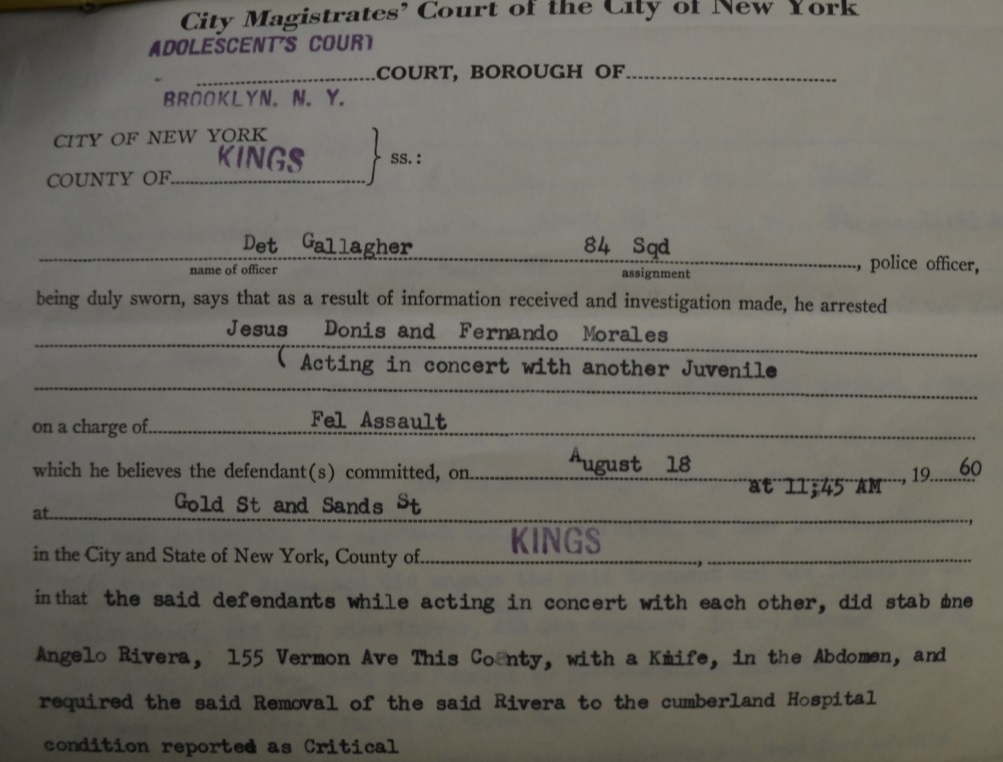 City Magistrates' Court of the City of New York
ADOLESCENT'S COURT
COURT, BOROUGH OF
BROOKLYN. N. Y.
CITY OF NEW YORK
KINGS
ss.:
COUNTY OF
Det Gallagher 84 Sqd , police officer,
name of officer assignment
being duly sworn, says that as a result of information received and investigation made, he arrested
Jesus Donis and Fernando Morales
( Acting in concert with another Juvenile
on a charge of Fel Assault
which he believes the defendant(s) committed, on August 18 , 19 60
at 11;45 AM
at Gold St and Sands St ,
in the City and State of New York, County of KINGS ,
in that the said defendants while acting in concert with each other, did stab one
Angelo Rivera, 155 Vermon Ave This County, with a Knife, in the Abdomen, and
required the said Removal of the said Rivera to the cumberland Hospital
condition reported as Critical